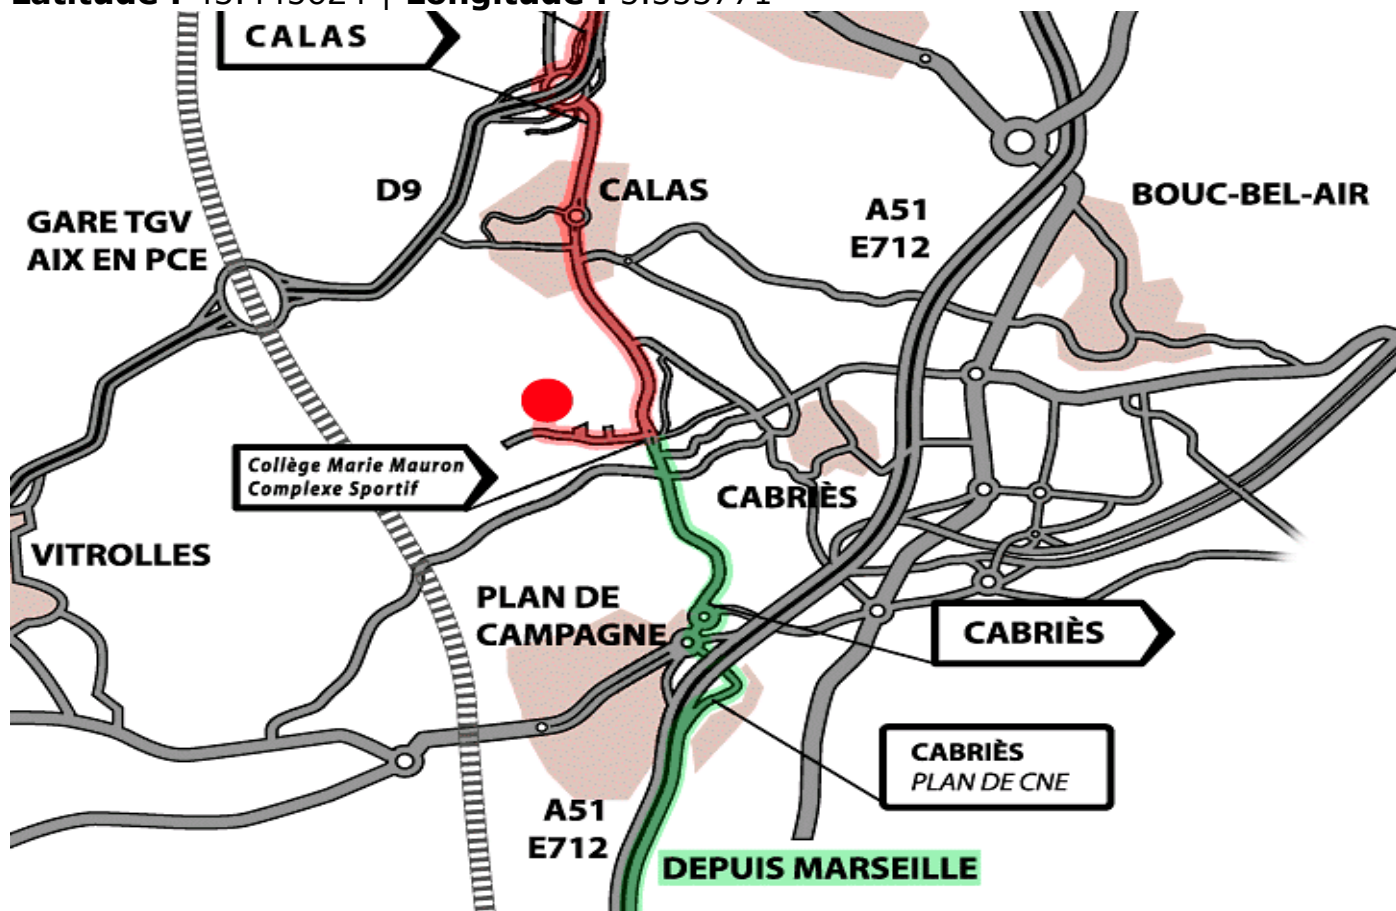 CALAS
CALAS
D9
BOUC-BEL-AIR
A51
E712
GARE TGV
AIX EN PCE
Collège Marie Mauron
Complexe Sportif
CABRIÈS
VITROLLES
PLAN DE
CAMPAGNE
CABRIÈS
CABRIÈS
PLAN DE CNE
A51
E712
DEPUIS MARSEILLE